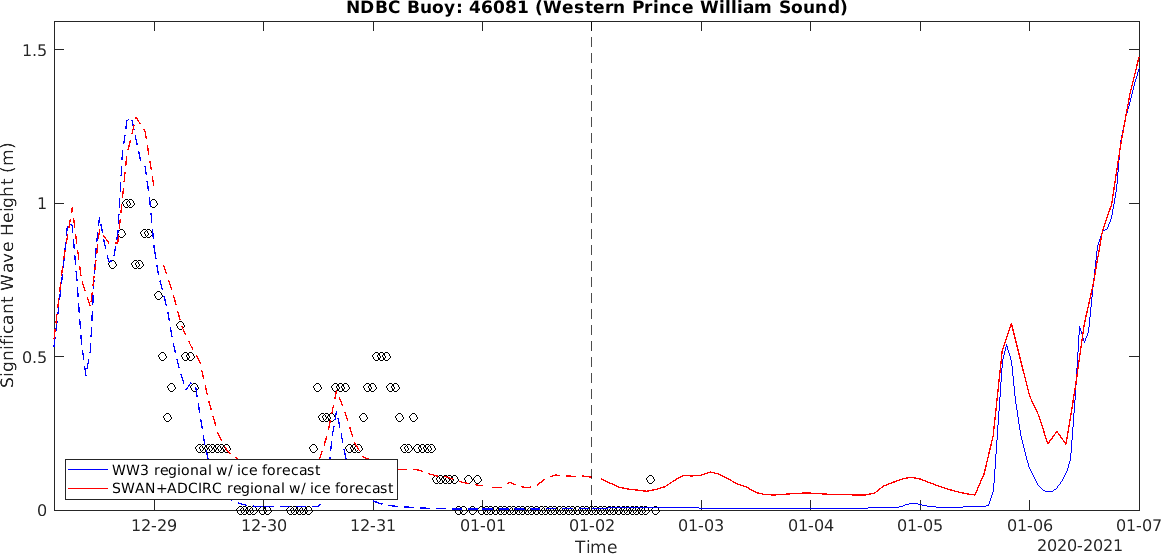 NDBC Buoy: 46081 (Western Prince William Sound)
Significant Wave Height (m)
1.5
1
0.5
0
WW3 regional w/ ice forecast
SWAN+ADCIRC regional w/ ice forecast
12-29 12-30 12-31 01-01 01-02 01-03 01-04 01-05 01-06 01-07
Time
2020-2021